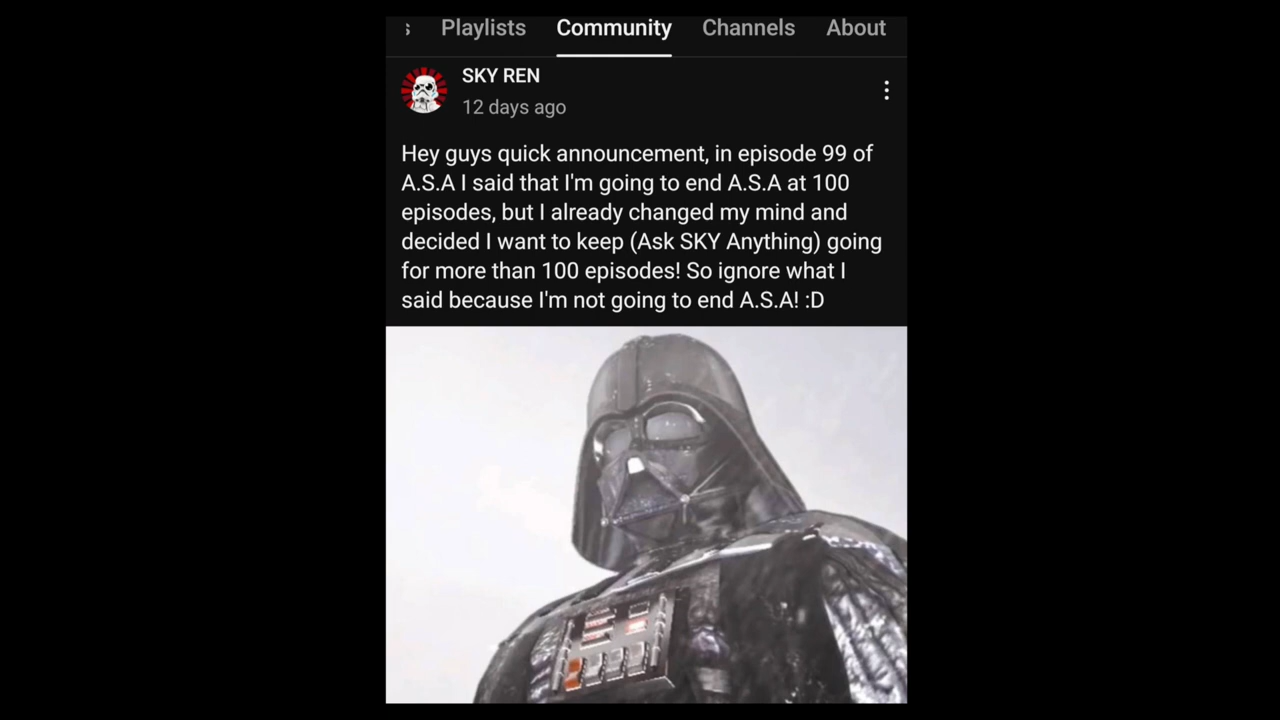 s Playlists Community Channels About
SKY REN
12 days ago
Hey guys quick announcement, in episode 99 of
A.S.A I said that I'm going to end A.S.A at 100
episodes, but I already changed my mind and
decided I want to keep (Ask SKY Anything) going
for more than 100 episodes! So ignore what I
said because I'm not going to end A.S.A! :D